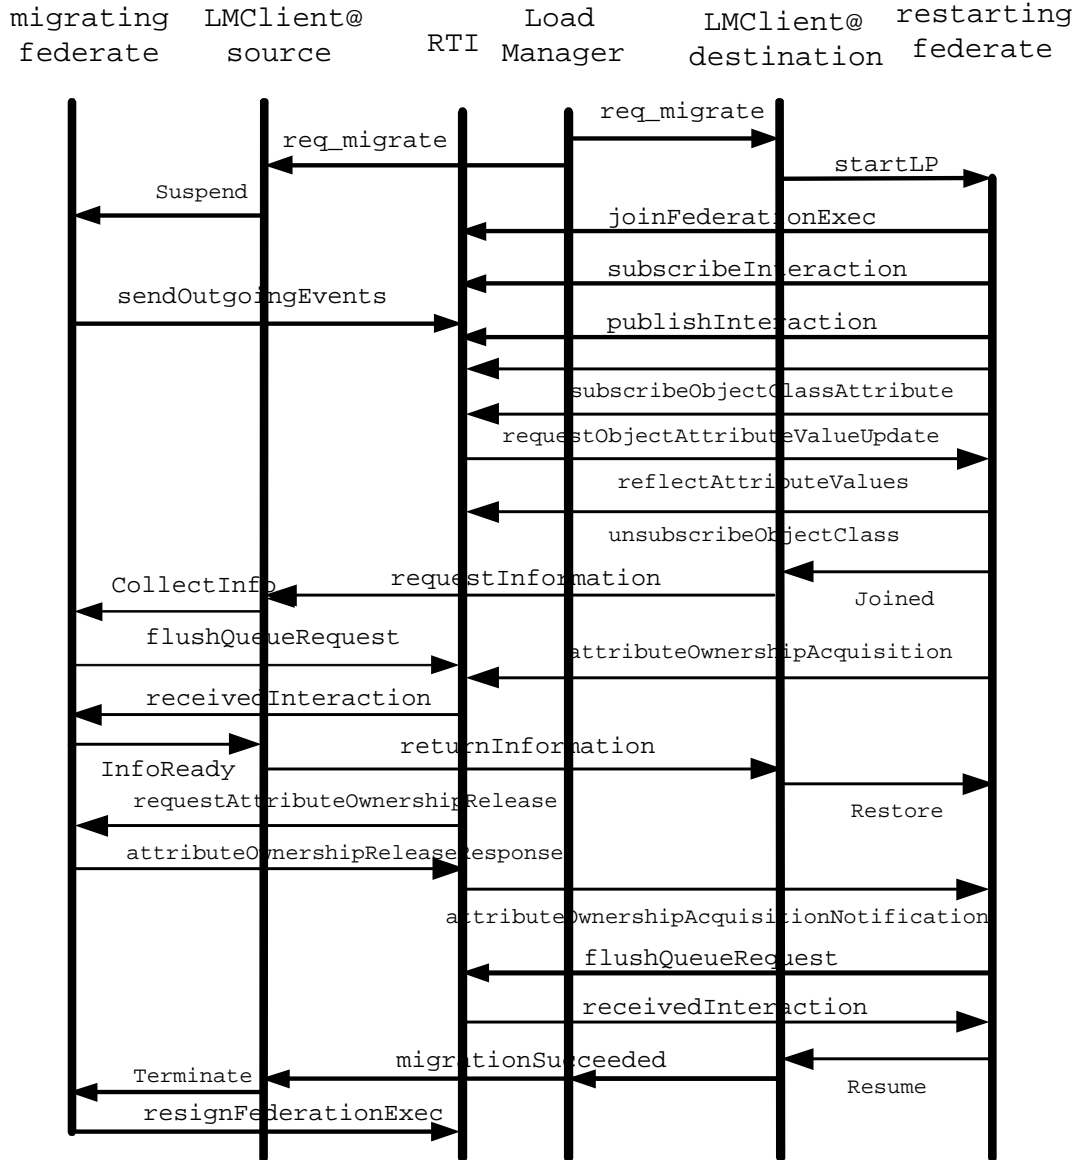 migrating
federate
LMClient@
source
RTI
Load
Manager
LMClient@
destination
restarting
federate
req_migrate
req_migrate
startLP
Suspend
joinFederationExec
subscribeInteraction
sendOutgoingEvents
publishInteraction
subscribeObjectClassAttribute
requestObjectAttributeValueUpdate
reflectAttributeValues
unsubscribeObjectClass
requestInformation
CollectInfo
Joined
flushQueueRequest
attributeOwnershipAcquisition
receivedInteraction
returnInformation
InfoReady
requestAttributeOwnershipRelease
Restore
attributeOwnershipReleaseResponse
attributeOwnershipAcquisitionNotification
flushQueueRequest
receivedInteraction
migrationSucceeded
Terminate
Resume
resignFederationExec